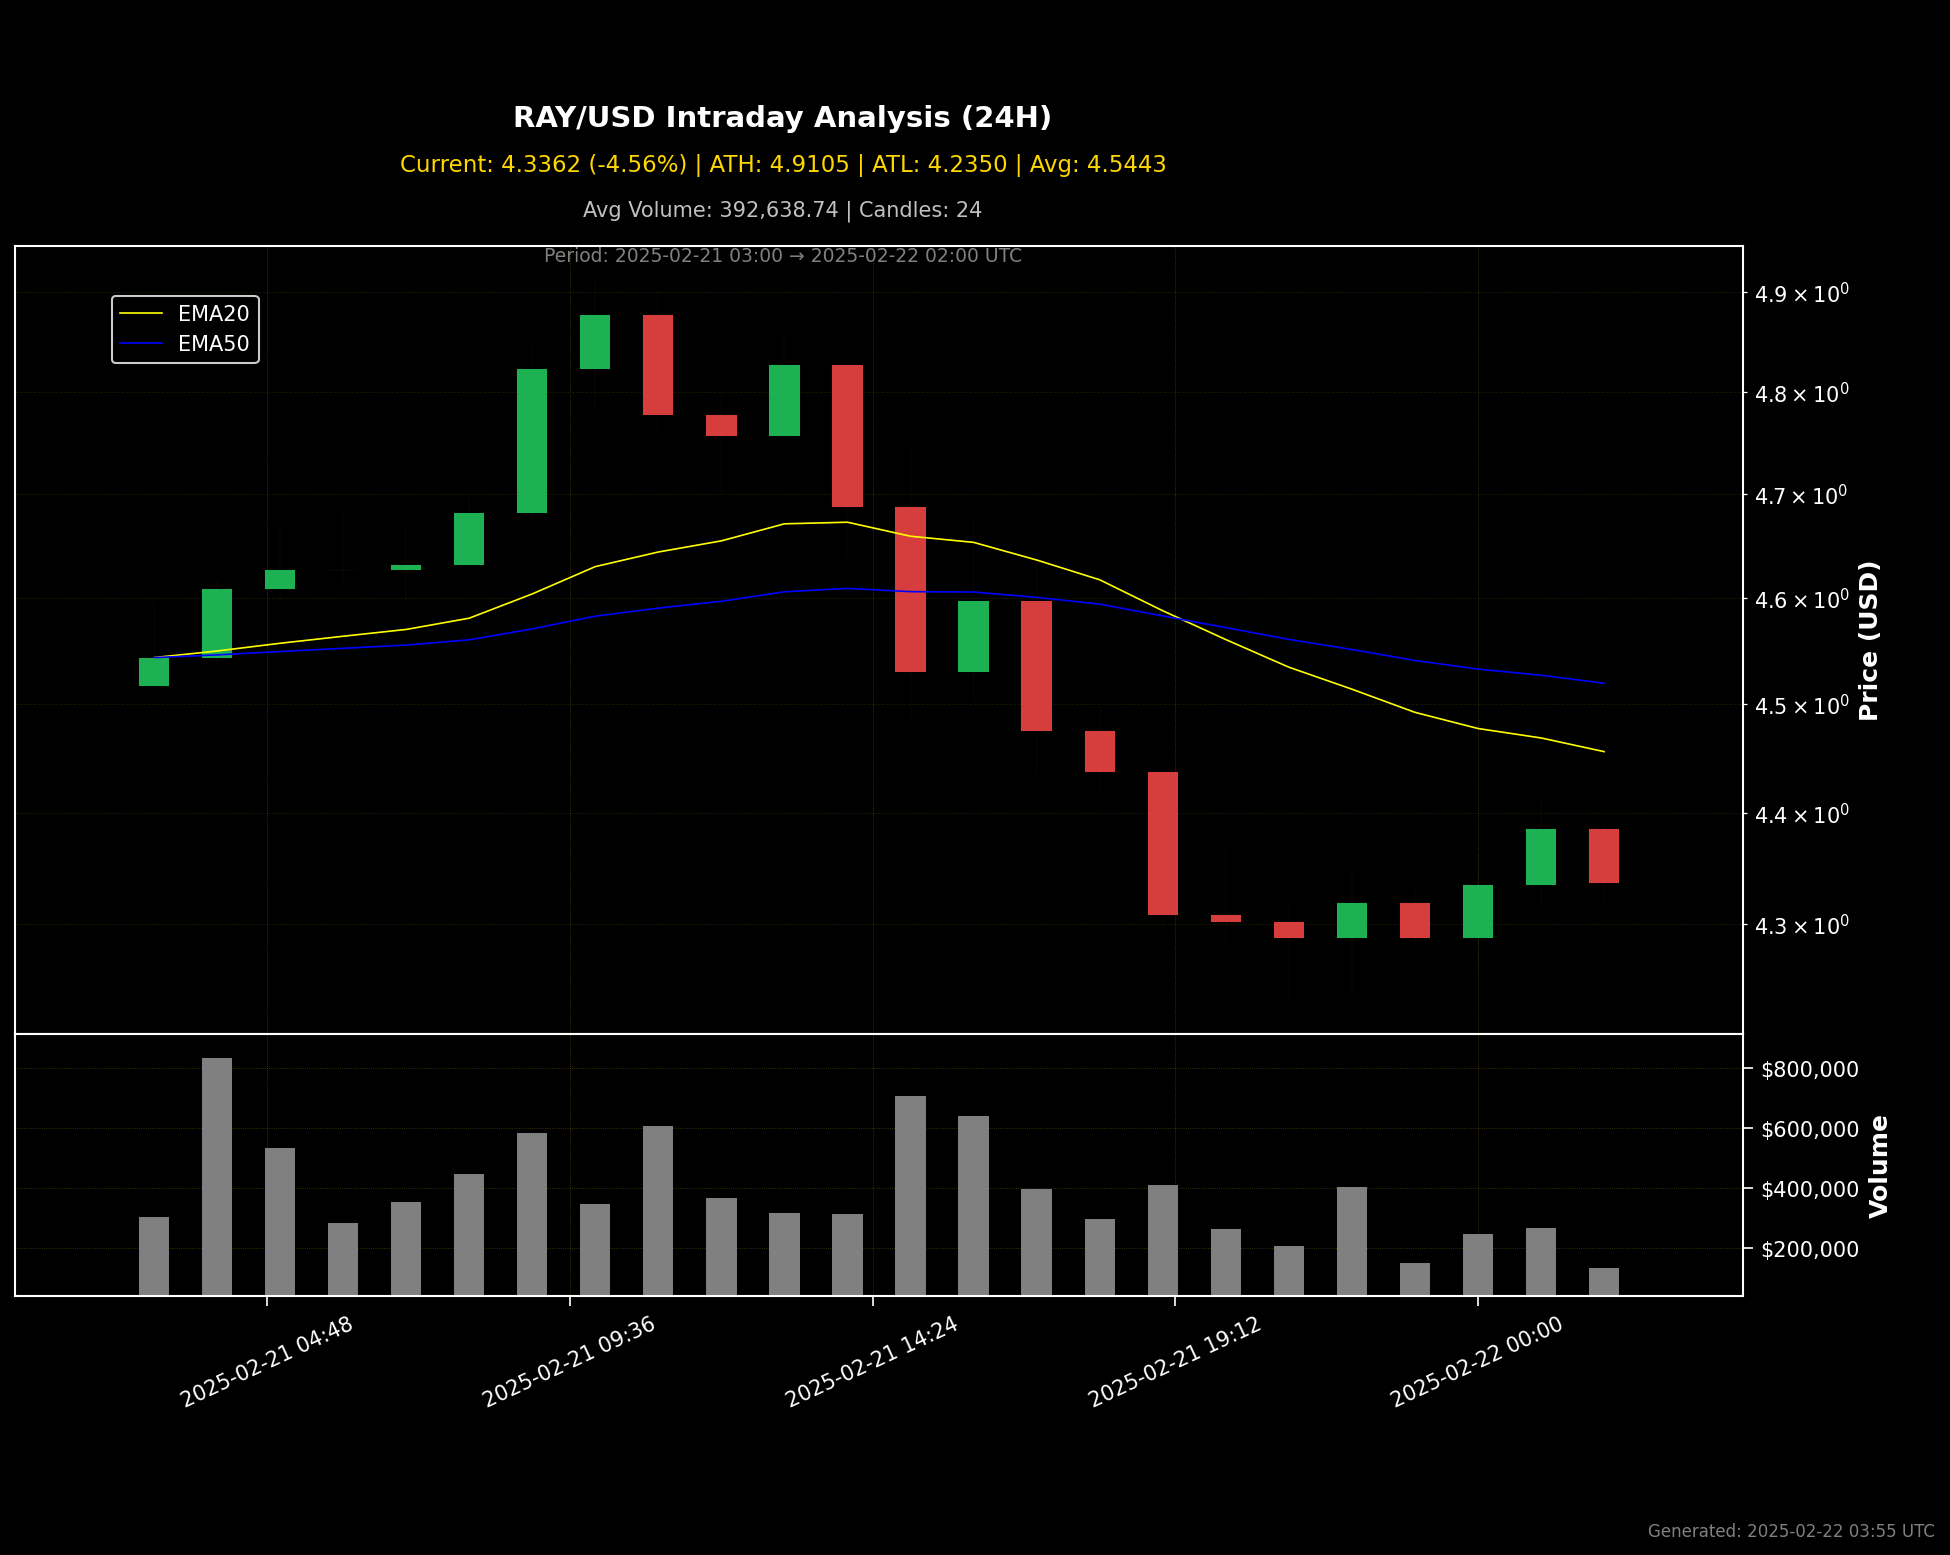 RAY/USD Intraday Analysis (24H)
Current: 4.3362 (-4.56%) | ATH: 4.9105 | ATL: 4.2350 | Avg: 4.5443
Avg Volume: 392,638.74 | Candles: 24
Period: 2025-02-21 03:00 → 2025-02-22 02:00 UTC
EMA20
EMA50
4.9 × 10⁰
4.8 × 10⁰
4.7 × 10⁰
4.6 × 10⁰
4.5 × 10⁰
4.4 × 10⁰
4.3 × 10⁰
Price (USD)
$800,000
$600,000
$400,000
$200,000
Volume
2025-02-21 04:48
2025-02-21 09:36
2025-02-21 14:24
2025-02-21 19:12
2025-02-22 00:00
Generated: 2025-02-22 03:55 UTC